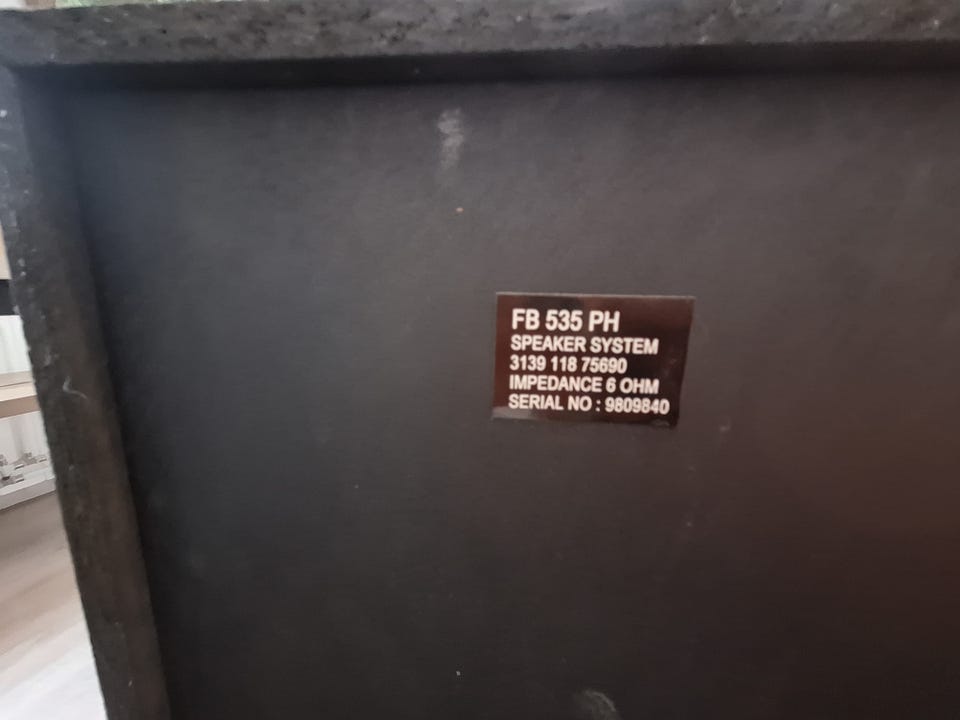 FB 535 PH
SPEAKER SYSTEM
3139 118 75690
IMPEDANCE 6 OHM
SERIAL NO : 9809840